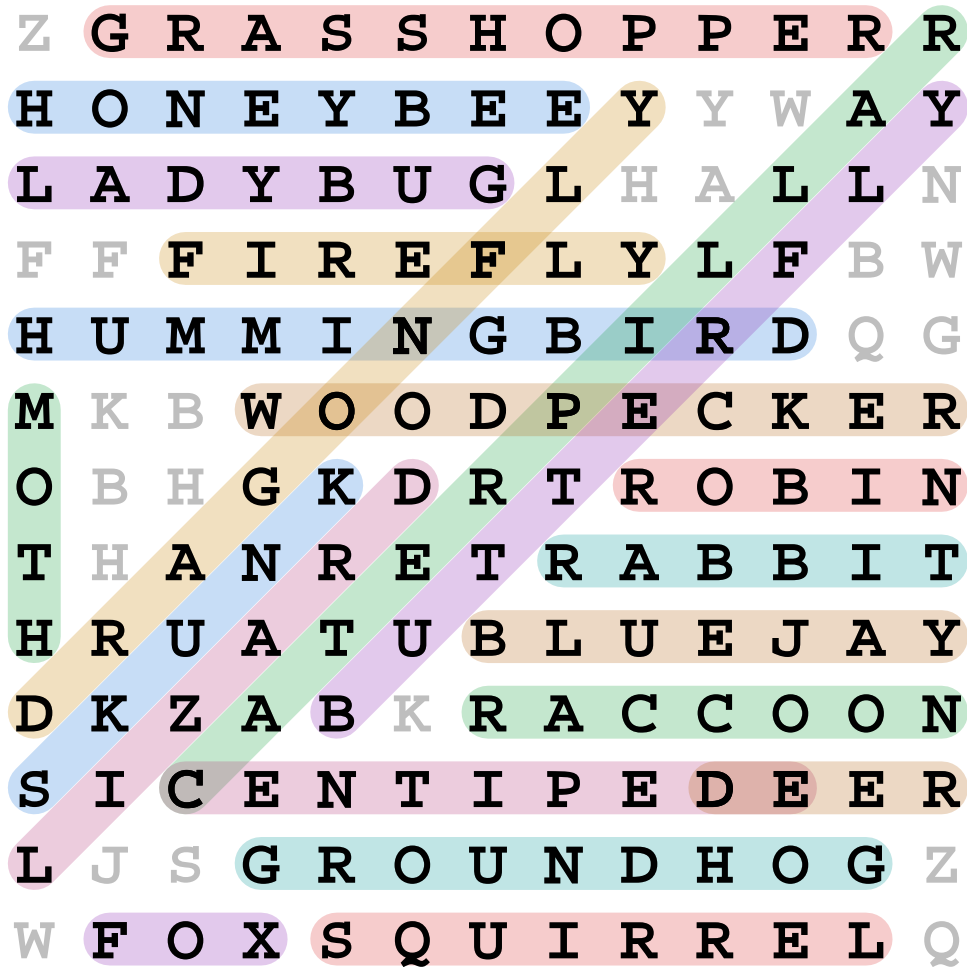 Z G R A S S H O P P E R R
H O N E Y B E E Y Y W A Y
L A D Y B U G L H A L L N
F F F I R E F L Y L F B W
H U M M I N G B I R D Q G
M K B W O O D P E C K E R
O B H G K D R T R O B I N
T H A N R E T R A B B I T
H R U A T U B L U E J A Y
D K Z A B K R A C C O O N
S I C E N T I P E D E E R
L J S G R O U N D H O G Z
W F O X S Q U I R R E L Q